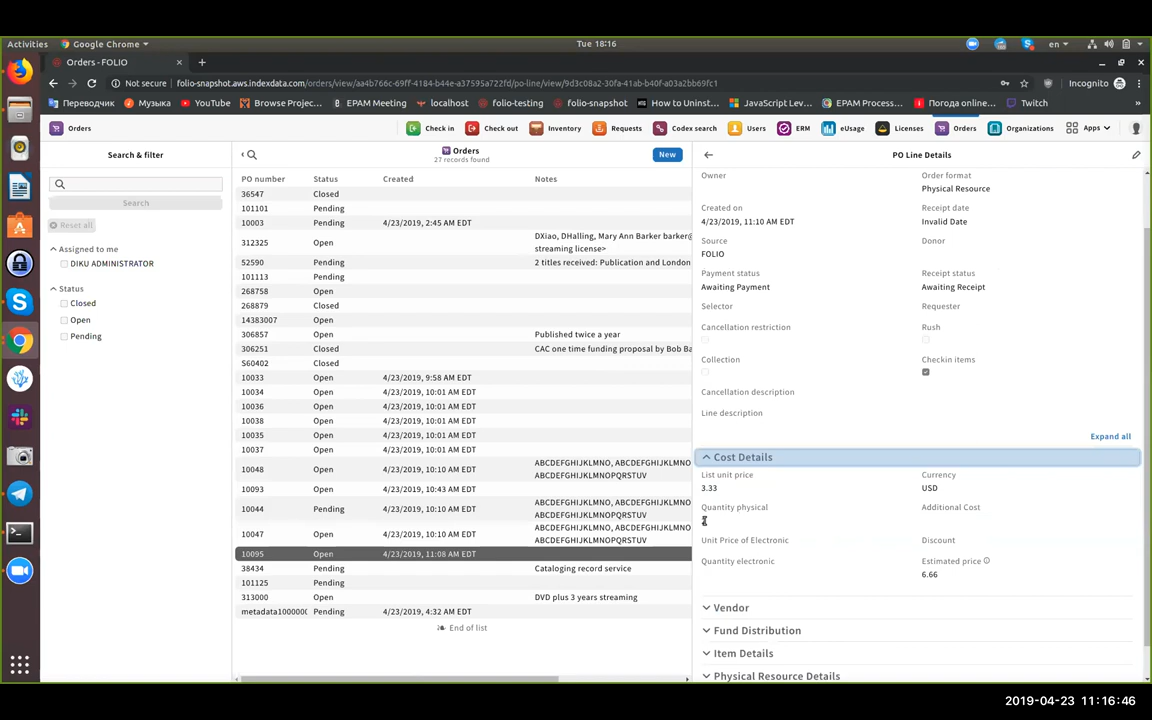 Activities
Google Chrome
Tue 18:16
en
Orders - FOLIO
Not secure
folio-snapshot.aws.indexdata.com/orders/view/aa4b766c-69ff-4184-b44e-a37595a722fd/po-line/view/9d3c08a2-30fa-41ab-b40f-a03a2bb69fc1
Incognito
Переводчик
Музыка
YouTube
Browse Projec...
EPAM Meeting
localhost
folio-testing
folio-snapshot
How to Uninst...
JavaScript Lev...
EPAM Process...
Погода online...
Twitch
»
Orders
Check in
Check out
Inventory
Requests
Codex search
Users
ERM
eUsage
Licenses
Orders
Organizations
Apps
Search & filter
Search
Reset all
Assigned to me
DIKU ADMINISTRATOR
Status
Closed
Open
Pending
Orders
27 records found
New
PO number Status Created Notes
36547 Closed
101101 Pending
10003 Pending 4/23/2019, 2:45 AM EDT
312325 Open DXiao, DHalling, Mary Ann Barker barker@
streaming license>
52590 Pending 2 titles received: Publication and London
101113 Pending
268758 Open
268879 Closed
14383007 Open
306857 Open Published twice a year
306251 Closed CAC one time funding proposal by Bob Ba
S60402 Closed
10033 Open 4/23/2019, 9:58 AM EDT
10034 Open 4/23/2019, 10:01 AM EDT
10036 Open 4/23/2019, 10:01 AM EDT
10038 Open 4/23/2019, 10:01 AM EDT
10035 Open 4/23/2019, 10:01 AM EDT
10037 Open 4/23/2019, 10:01 AM EDT
10048 Open 4/23/2019, 10:10 AM EDT ABCDEFGHIJKLMNO, ABCDEFGHIJKLMNO
ABCDEFGHIJKLMNOPQRSTUV
10093 Open 4/23/2019, 10:43 AM EDT
10044 Pending 4/23/2019, 10:10 AM EDT ABCDEFGHIJKLMNO, ABCDEFGHIJKLMNO
ABCDEFGHIJKLMNOPQRSTUV
10047 Open 4/23/2019, 10:10 AM EDT ABCDEFGHIJKLMNO, ABCDEFGHIJKLMNO
ABCDEFGHIJKLMNOPQRSTUV
10095 Open 4/23/2019, 11:08 AM EDT
38434 Pending Cataloging record service
101125 Pending
313000 Open DVD plus 3 years streaming
metadata100000 Pending 4/23/2019, 4:32 AM EDT
End of list
PO Line Details
Owner Order format
Physical Resource
Created on Receipt date
4/23/2019, 11:10 AM EDT Invalid Date
Source Donor
FOLIO
Payment status Receipt status
Awaiting Payment Awaiting Receipt
Selector Requester
Cancellation restriction Rush
Collection Checkin items
Cancellation description
Line description
Expand all
Cost Details
List unit price Currency
3.33 USD
Quantity physical Additional Cost
Unit Price of Electronic Discount
Quantity electronic Estimated price
6.66
Vendor
Fund Distribution
Item Details
Physical Resource Details
2019-04-23 11:16:46